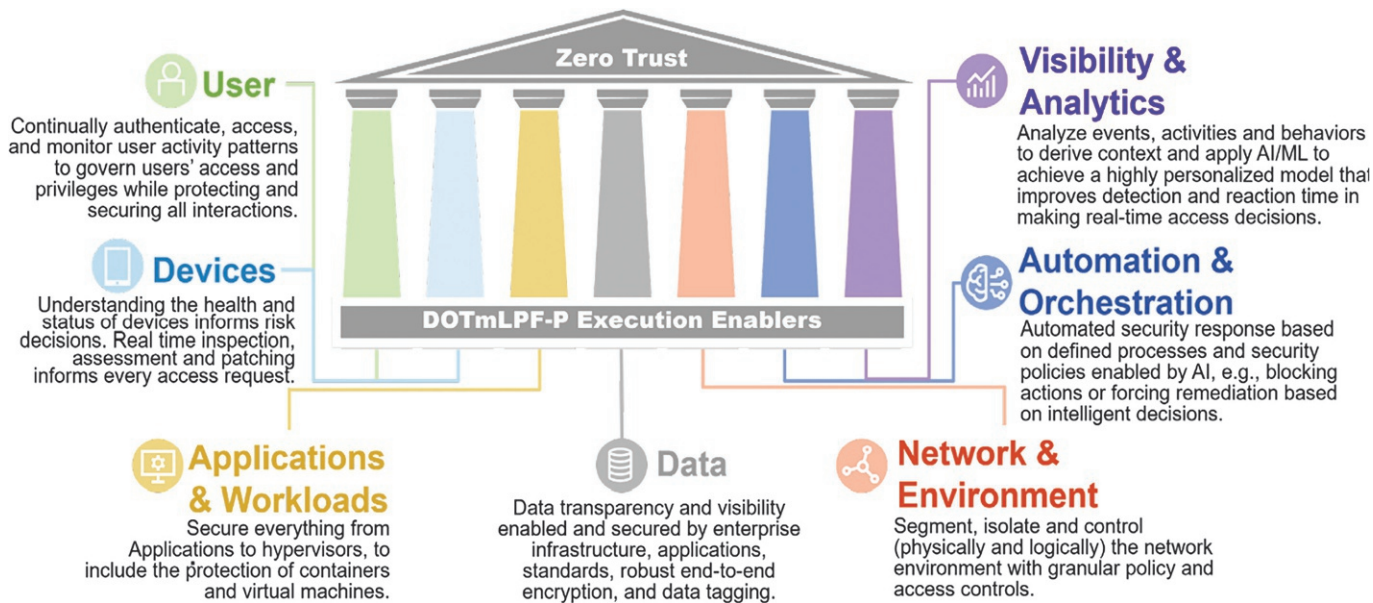 Zero Trust
DOTmLPF-P Execution Enablers
User
Continually authenticate, access,
and monitor user activity patterns
to govern users’ access and
privileges while protecting and
securing all interactions.
Devices
Understanding the health and
status of devices informs risk
decisions. Real time inspection,
assessment and patching
informs every access request.
Applications
& Workloads
Secure everything from
Applications to hypervisors, to
include the protection of containers
and virtual machines.
Data
Data transparency and visibility
enabled and secured by enterprise
infrastructure, applications,
standards, robust end-to-end
encryption, and data tagging.
Network &
Environment
Segment, isolate and control
(physically and logically) the network
environment with granular policy and
access controls.
Automation &
Orchestration
Automated security response based
on defined processes and security
policies enabled by AI, e.g., blocking
actions or forcing remediation based
on intelligent decisions.
Visibility &
Analytics
Analyze events, activities and behaviors
to derive context and apply AI/ML to
achieve a highly personalized model that
improves detection and reaction time in
making real-time access decisions.